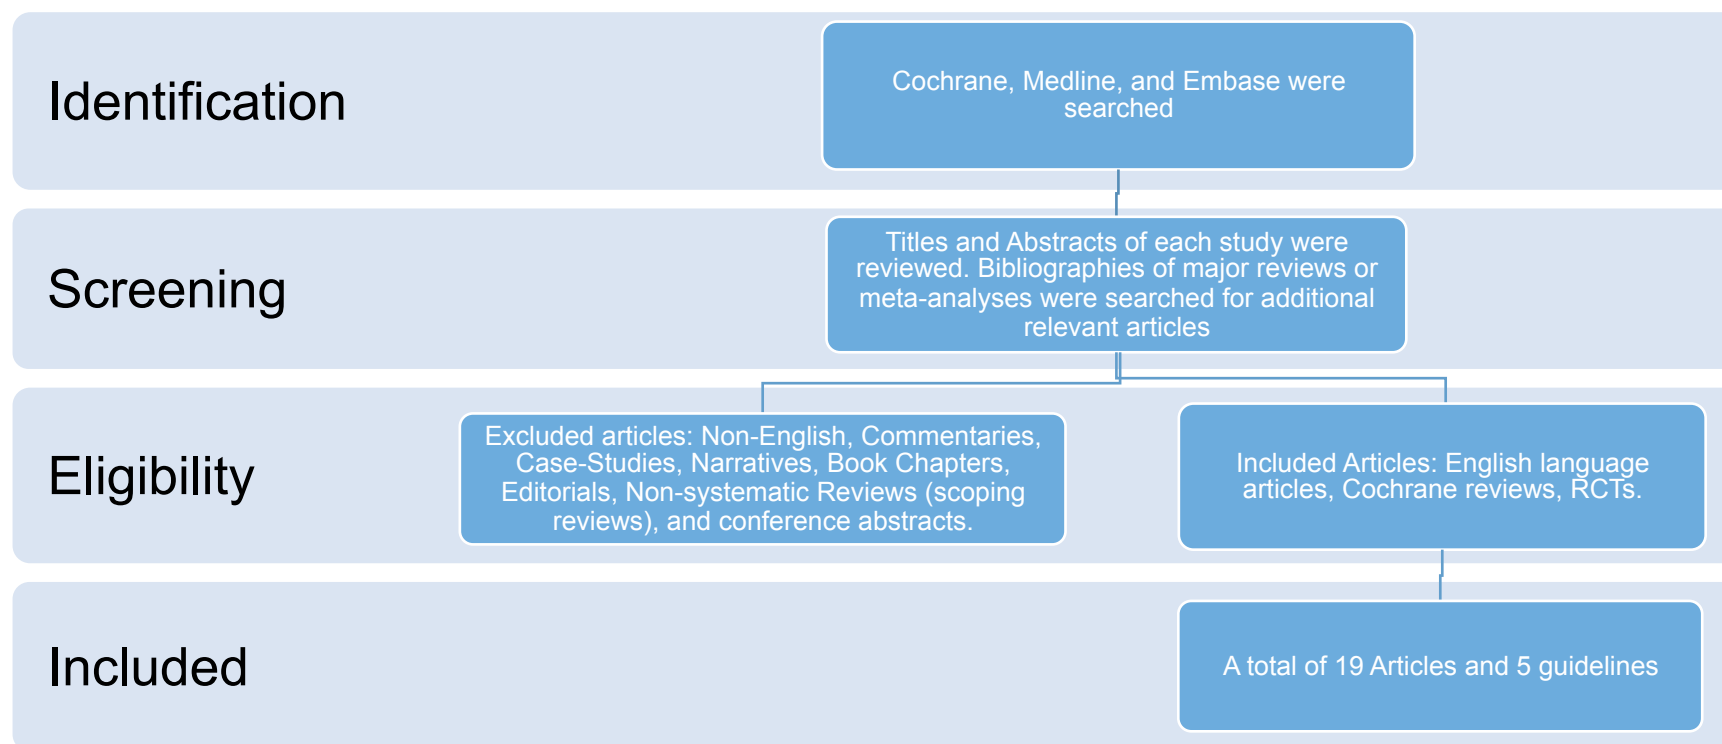 Identification
Cochrane, Medline, and Embase were
searched
Screening
Titles and Abstracts of each study were
reviewed. Bibliographies of major reviews or
meta-analyses were searched for additional
relevant articles
Eligibility
Excluded articles: Non-English, Commentaries,
Case-Studies, Narratives, Book Chapters,
Editorials, Non-systematic Reviews (scoping
reviews), and conference abstracts.
Included Articles: English language
articles, Cochrane reviews, RCTs.
Included
A total of 19 Articles and 5 guidelines